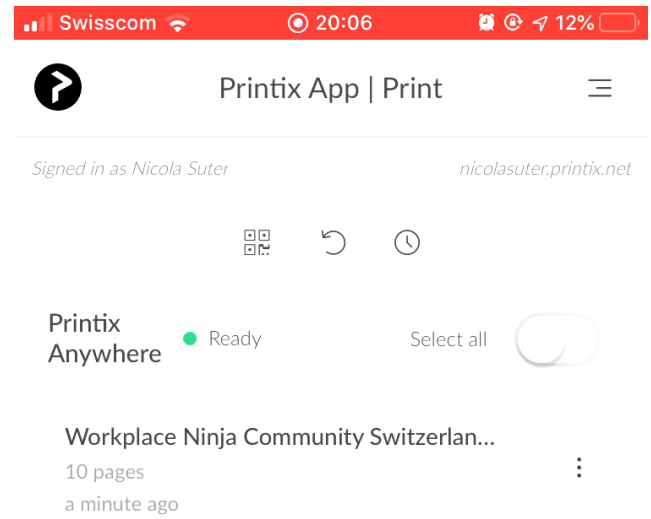 Swisscom 20:06 12%
Printix App | Print
Signed in as Nicola Suter nicolasuter.printix.net
Printix
Anywhere
Ready Select all
Workplace Ninja Community Switzerlan...
10 pages
a minute ago